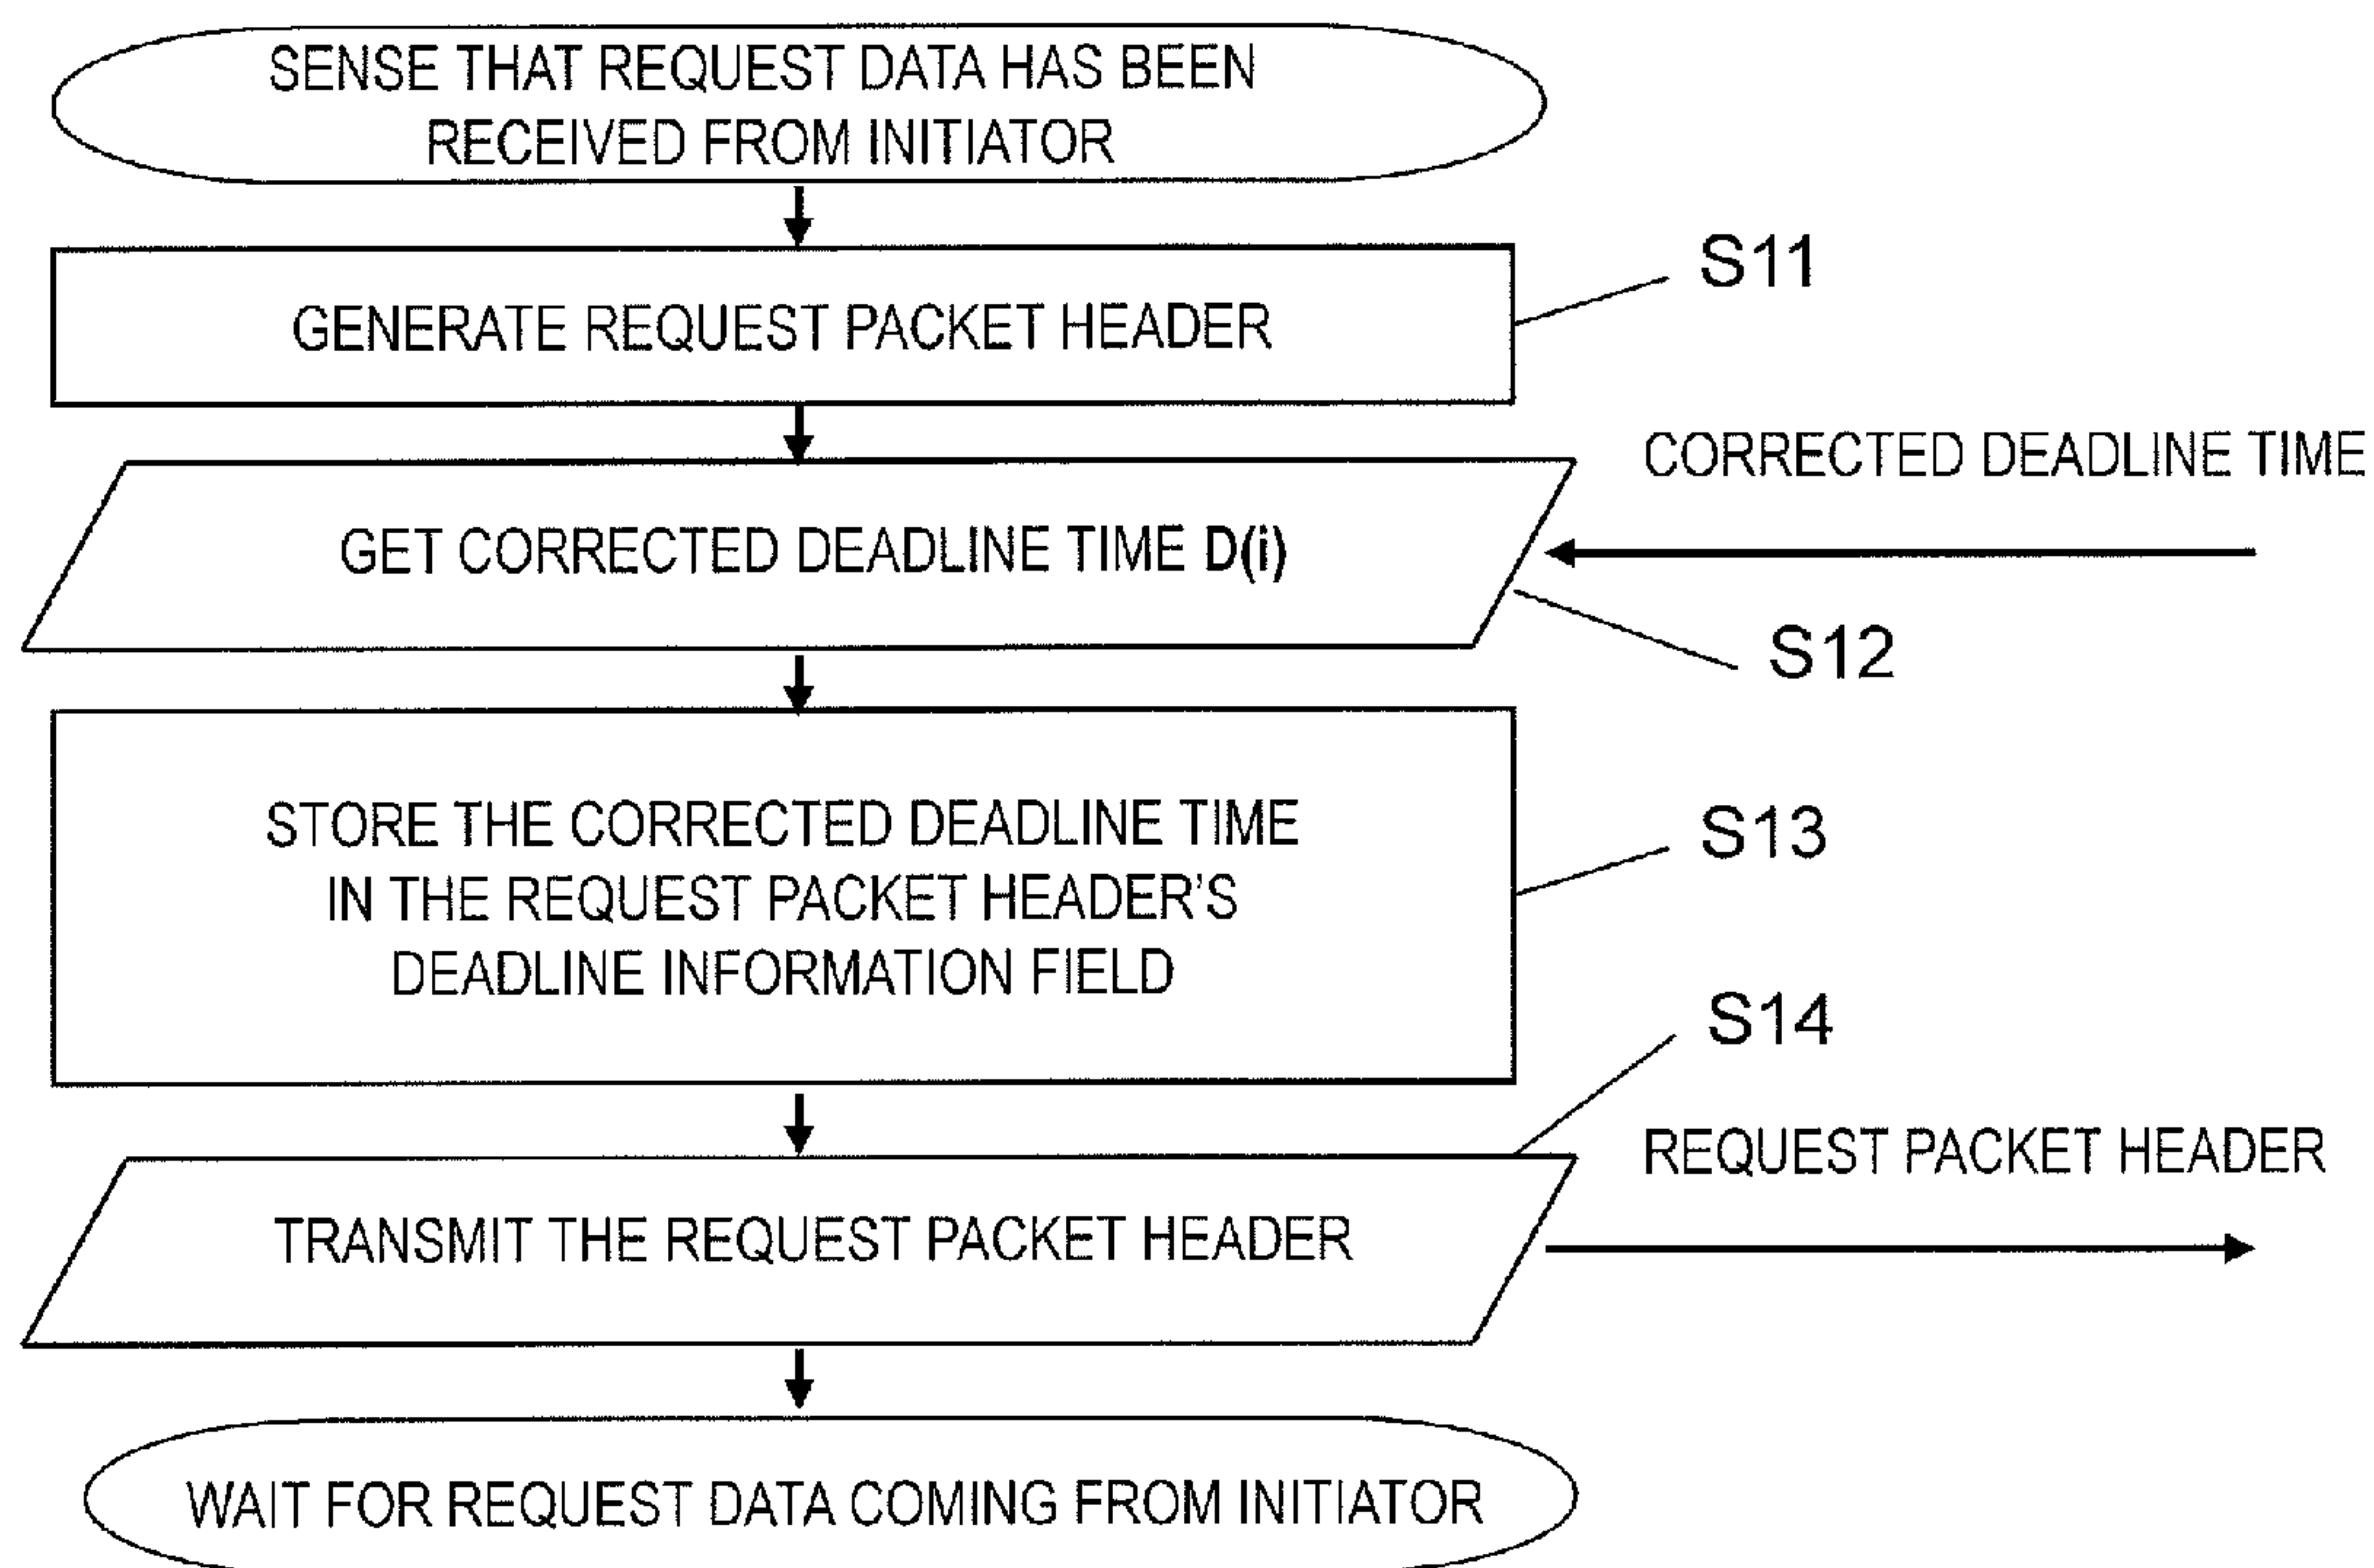 SENSE THAT REQUEST DATA HAS BEEN
RECEIVED FROM INITIATOR
S11
GENERATE REQUEST PACKET HEADER
CORRECTED DEADLINE TIME
GET CORRECTED DEADLINE TIME D(i)
S12
STORE THE CORRECTED DEADLINE TIME
IN THE REQUEST PACKET HEADER'S
DEADLINE INFORMATION FIELD
S13
S14
REQUEST PACKET HEADER
TRANSMIT THE REQUEST PACKET HEADER
WAIT FOR REQUEST DATA COMING FROM INITIATOR